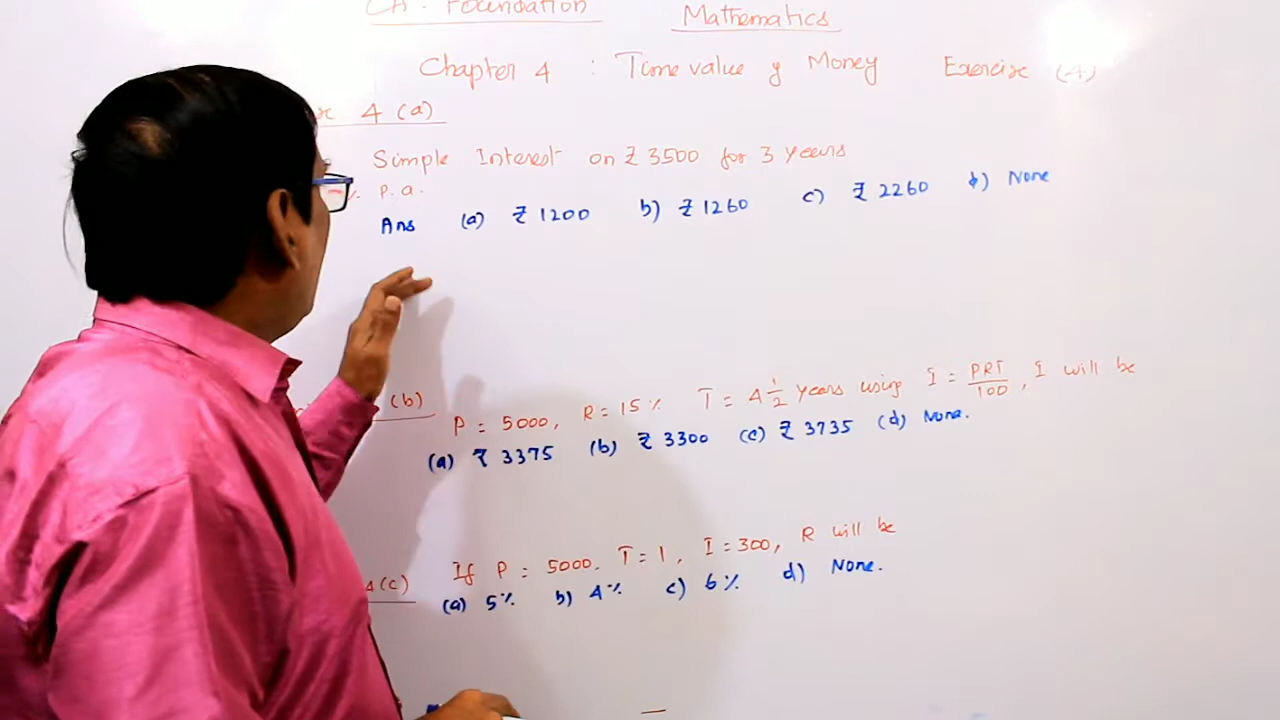 CA. Foundation Mathematics
Chapter 4 : Time value of Money Exercise (A)
4 (a)
Simple Interest on ₹ 3500 for 3 years
% P.a.
Ans (a) ₹ 1200 b) ₹ 1260 c) ₹ 2260 d) None
(b)
P = 5000, R = 15 % T = 4 1/2 years using I = PRT/100, I will be
(a) ₹ 3375 (b) ₹ 3300 (c) ₹ 3735 (d) None.
4(c) If P = 5000. T = 1, I = 300, R will be
(a) 5% b) 4% c) 6% d) None.